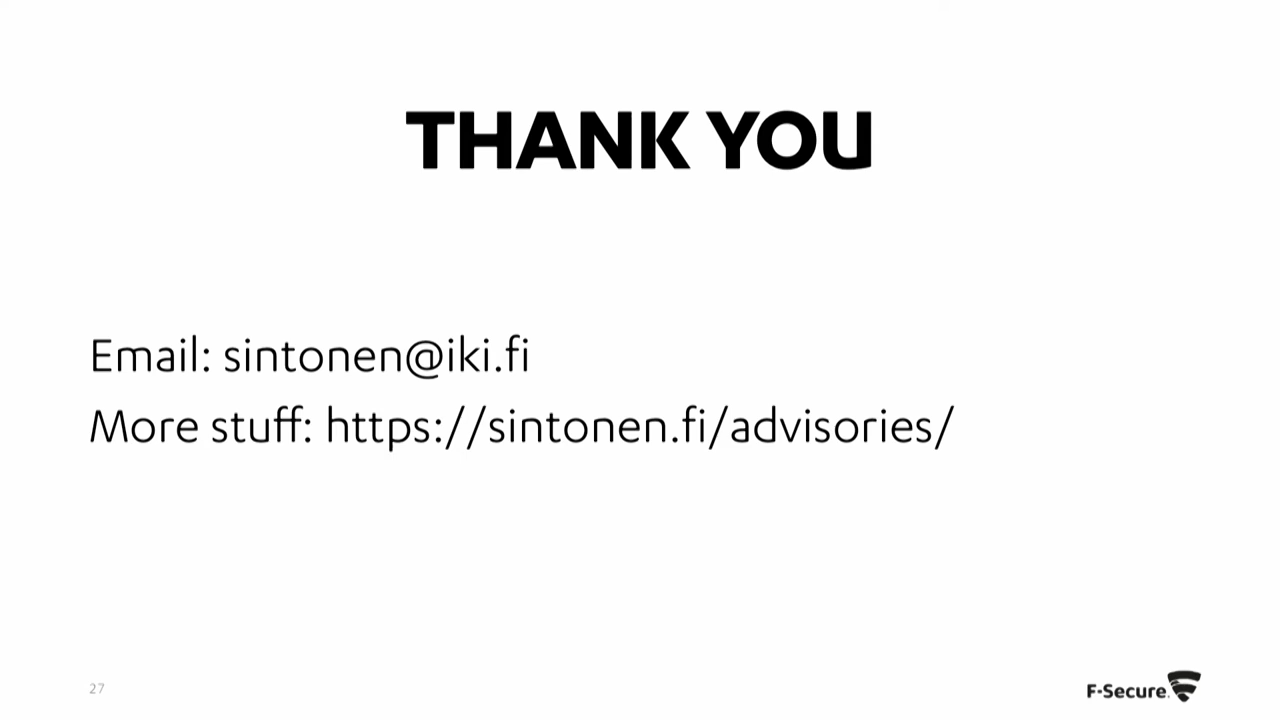 THANK YOU
Email: sintonen@iki.fi
More stuff: https://sintonen.fi/advisories/
27
F-Secure